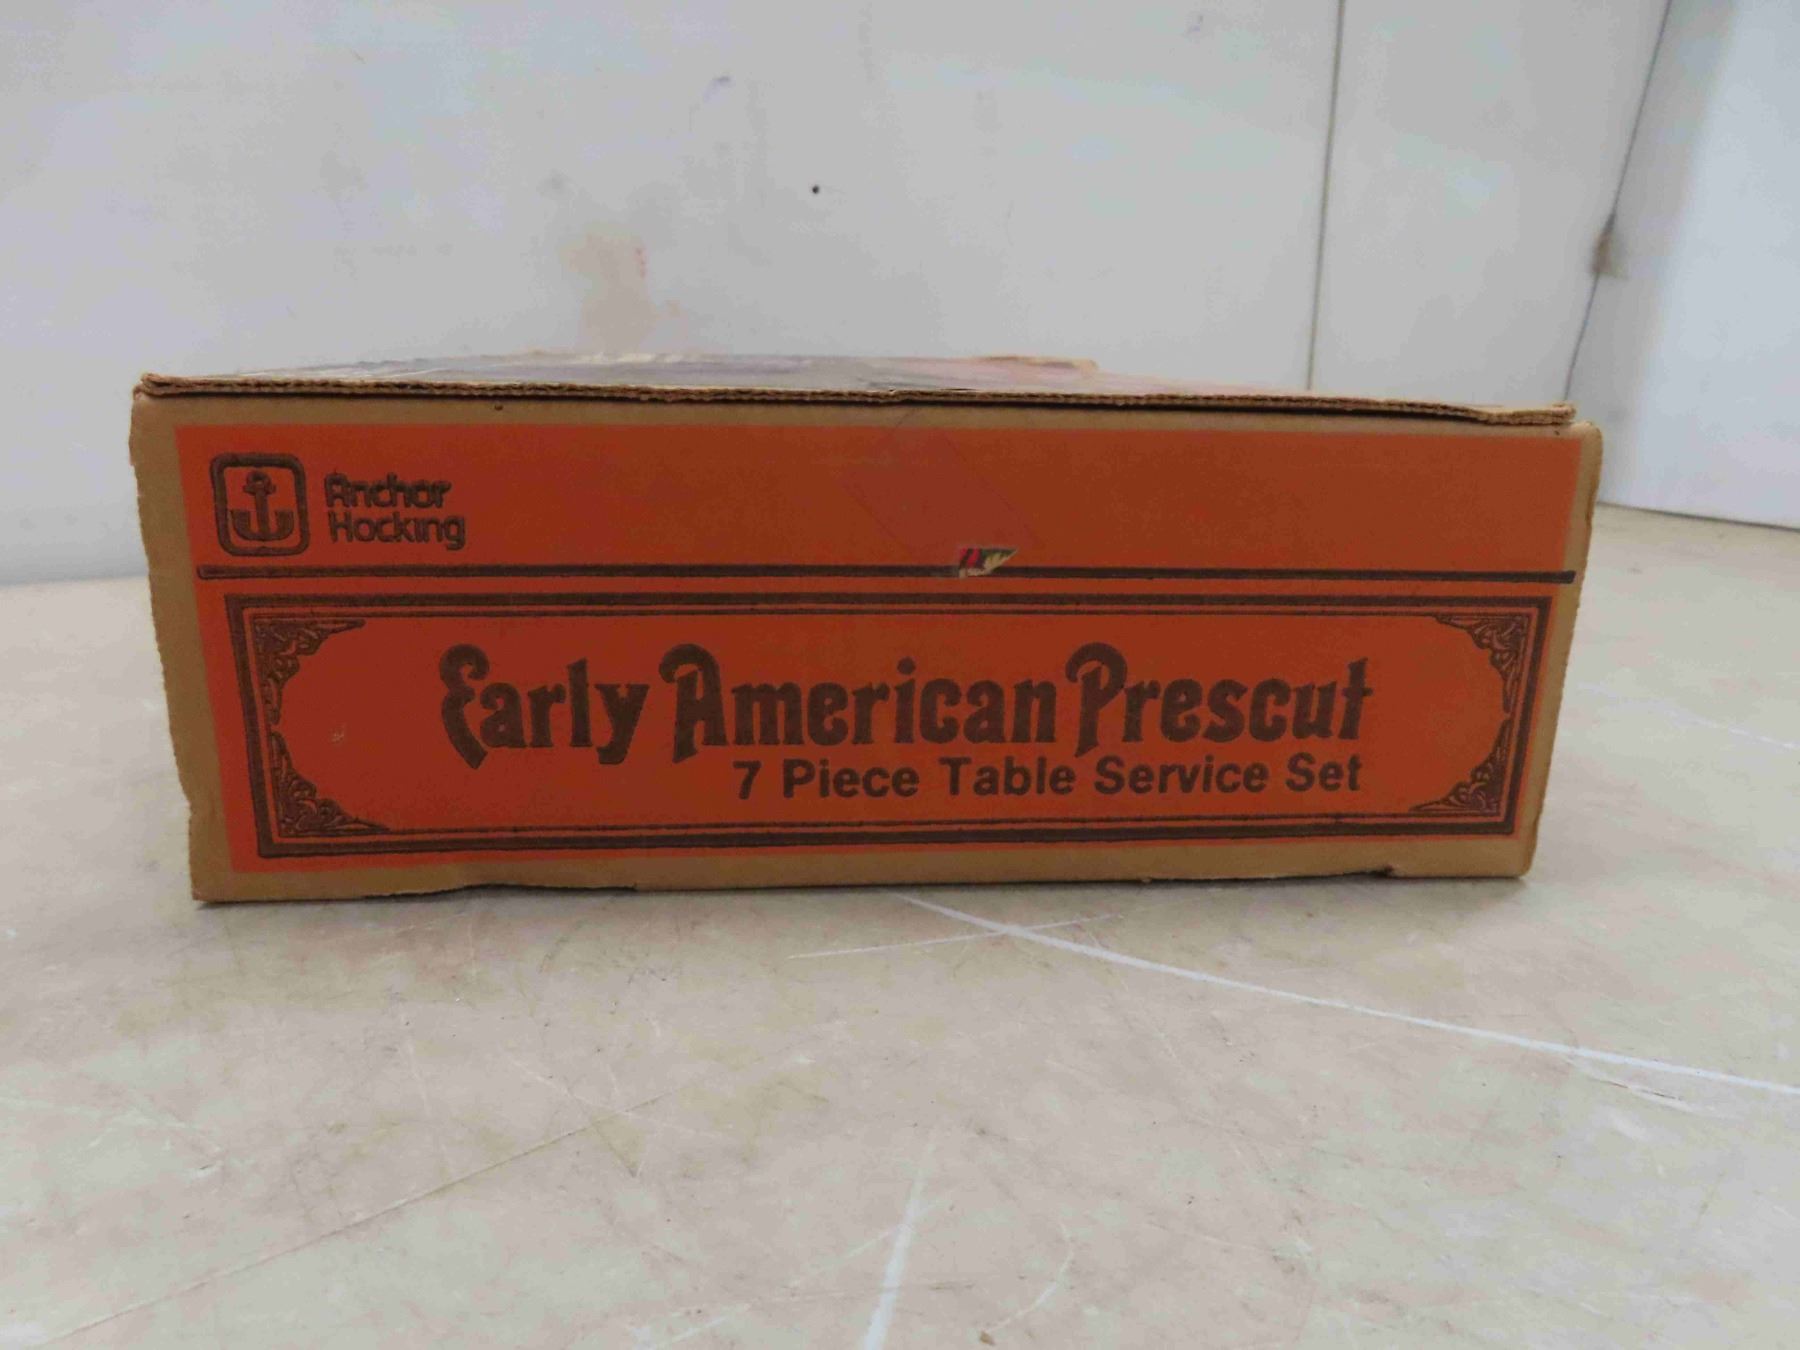 Anchor
Hocking
Early American Prescut
7 Piece Table Service Set